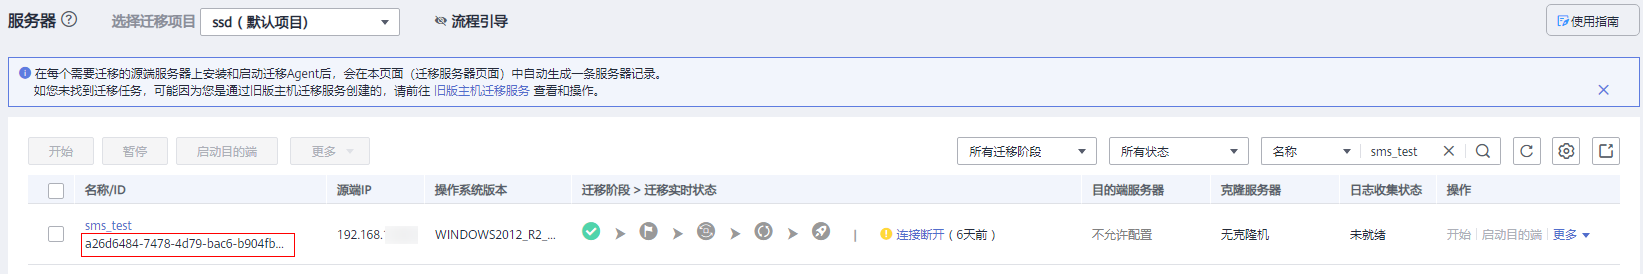 服务器 ? 选择迁移项目 ssd（默认项目） 流程引导 使用指南
在每个需要迁移的源端服务器上安装和启动迁移Agent后，会在本页面（迁移服务器页面）中自动生成一条服务器记录。
如您未找到迁移任务，可能因为您是通过旧版主机迁移服务创建的，请前往 旧版主机迁移服务 查看和操作。
开始 暂停 启动目的端 更多 所有迁移阶段 所有状态 名称 sms_test
名称/ID 源端IP 操作系统版本 迁移阶段 > 迁移实时状态 目的端服务器 克隆服务器 日志收集状态 操作
sms_test
a26d6484-7478-4d79-bac6-b904fb... 192.168. WINDOWS2012_R2_... | 连接断开（6天前） 不允许配置 无克隆机 未就绪 开始 | 启动目的端 | 更多